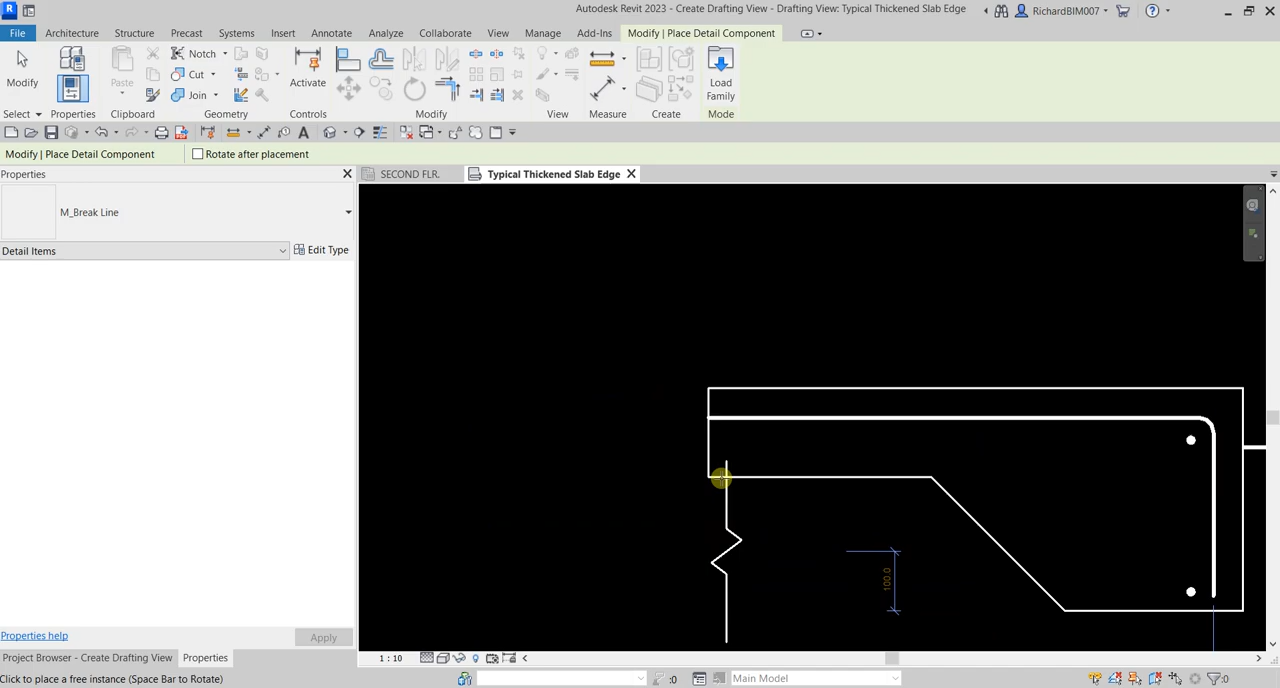 Autodesk Revit 2023 - Create Drafting View - Drafting View: Typical Thickened Slab Edge
RichardBIM007
File Architecture Structure Precast Systems Insert Annotate Analyze Collaborate View Manage Add-Ins Modify | Place Detail Component
Modify Paste Notch Cut Join Activate Load Family
Select Properties Clipboard Geometry Controls Modify View Measure Create Mode
Modify | Place Detail Component Rotate after placement
Properties SECOND FLR. Typical Thickened Slab Edge
M_Break Line
Detail Items Edit Type
100.0
Properties help Apply
Project Browser - Create Drafting View Properties 1 : 10
Click to place a free instance (Space Bar to Rotate) :0 Main Model :0